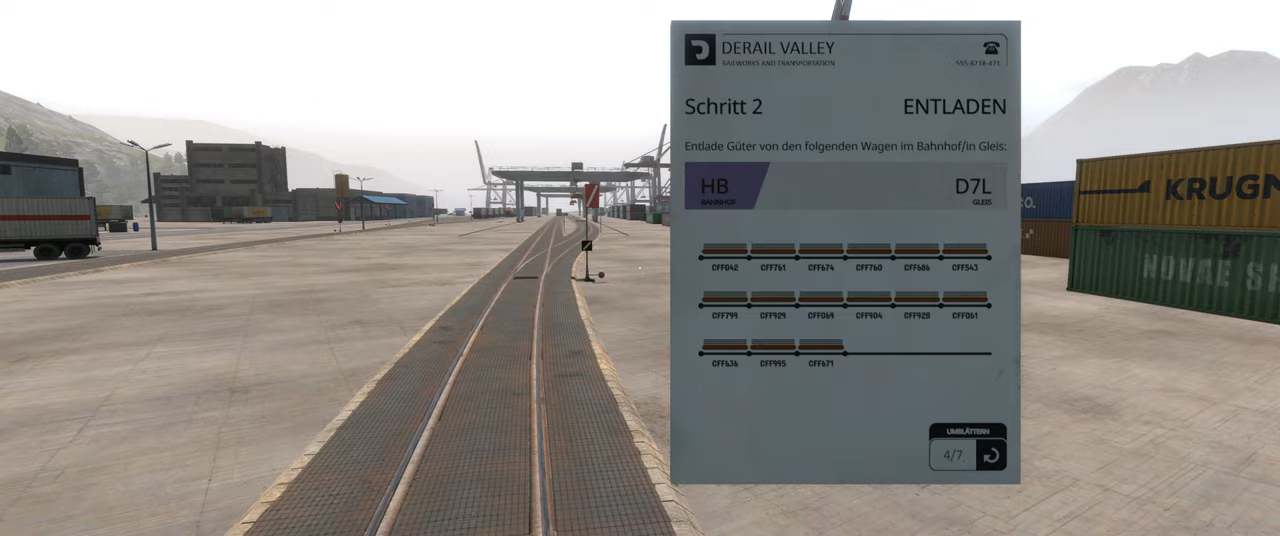 DERAIL VALLEY
RAILWORKS AND TRANSPORTATION
555-8218-471
Schritt 2
ENTLADEN
Entlade Güter von den folgenden Wagen im Bahnhof/in Gleis:
HB
BAHNHOF
D7L
GLEIS
CFF042 CFF761 CFF674 CFF760 CFF686 CFF543
CFF799 CFF929 CFF069 CFF904 CFF928 CFF061
CFF636 CFF995 CFF671
UMBLÄTTERN
4/7
CO.
KRUGN
NOVAE S